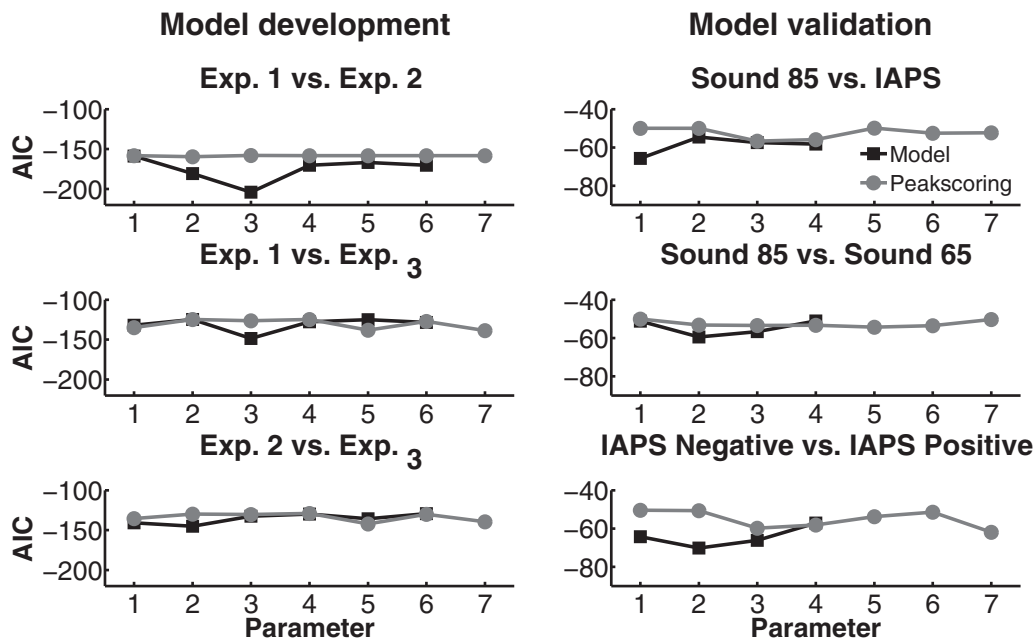 Model development
Exp. 1 vs. Exp. 2
−100
−150
−200
AIC
1 2 3 4 5 6 7
Exp. 1 vs. Exp. 3
−100
−150
−200
AIC
1 2 3 4 5 6 7
Exp. 2 vs. Exp. 3
−100
−150
−200
AIC
1 2 3 4 5 6 7
Parameter
Model validation
Sound 85 vs. IAPS
−40
−60
−80
Model
Peakscoring
1 2 3 4 5 6 7
Sound 85 vs. Sound 65
−40
−60
−80
1 2 3 4 5 6 7
IAPS Negative vs. IAPS Positive
−40
−60
−80
1 2 3 4 5 6 7
Parameter